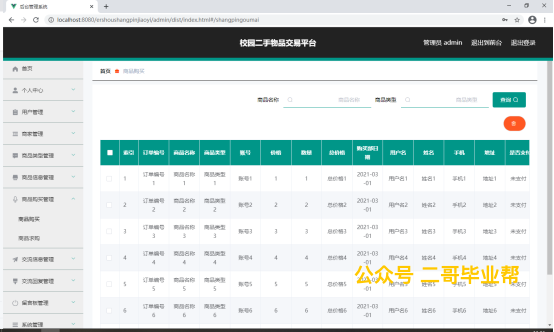 后台管理系统
localhost:8080/ershoushangpinjiaoyi/admin/dist/index.html#/shangpingoumai
校园二手物品交易平台
管理员 admin 退出到前台 退出登录
首页
个人中心
用户管理
商家管理
商品类型管理
商品信息管理
商品购买管理
商品购买
商品求购
交流信息管理
交流回复管理
留言板管理
系统管理
首页 商品购买
商品名称 商品名称 商品类型 商品类型 查询
索引 订单编号 商品名称 商品类型 账号 价格 数量 总价格 购买部日期 用户名 姓名 手机 地址 是否支付
1 订单编号1 商品名称1 商品类型1 账号1 1 1 总价格1 2021-03-01 用户名1 姓名1 手机1 地址1 未支付
2 订单编号2 商品名称2 商品类型2 账号2 2 2 总价格2 2021-03-01 用户名2 姓名2 手机2 地址2 未支付
3 订单编号3 商品名称3 商品类型3 账号3 3 3 总价格3 2021-03-01 用户名3 姓名3 手机3 地址3 未支付
4 订单编号4 商品名称4 商品类型4 账号4 4 4 总价格4 2021-03-01 用户名4 姓名4 手机4 地址4 未支付
5 订单编号5 商品名称5 商品类型5 账号5 5 5 总价格5 2021-03-01 用户名5 姓名5 手机5 地址5 未支付
6 订单编号6 商品名称6 商品类型6 账号6 6 6 总价格6 2021-03-01 用户名6 姓名6 手机6 地址6 未支付
公众号 二哥毕业帮